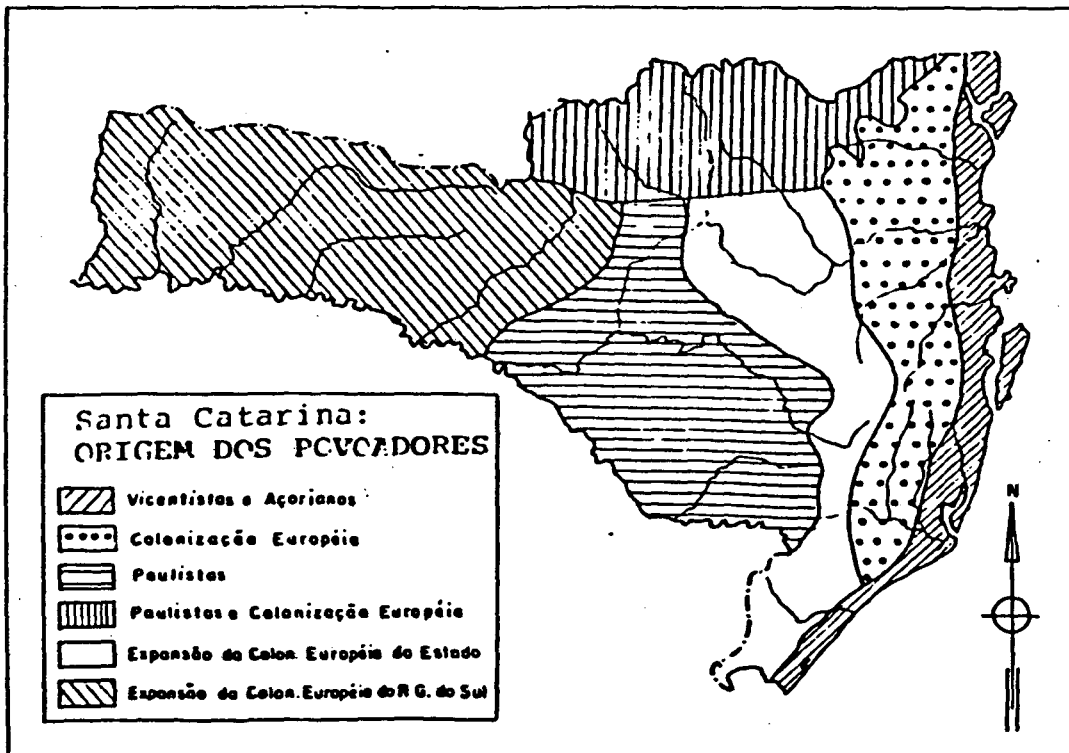 Santa Catarina:
ORIGEM DOS POVOADORES
Vicentistas e Açorianos
Colonização Européia
Paulistas
Paulistas e Colonização Européia
Expansão da Colon. Européia do Estado
Expansão da Colon. Européia do R G. do Sul
N